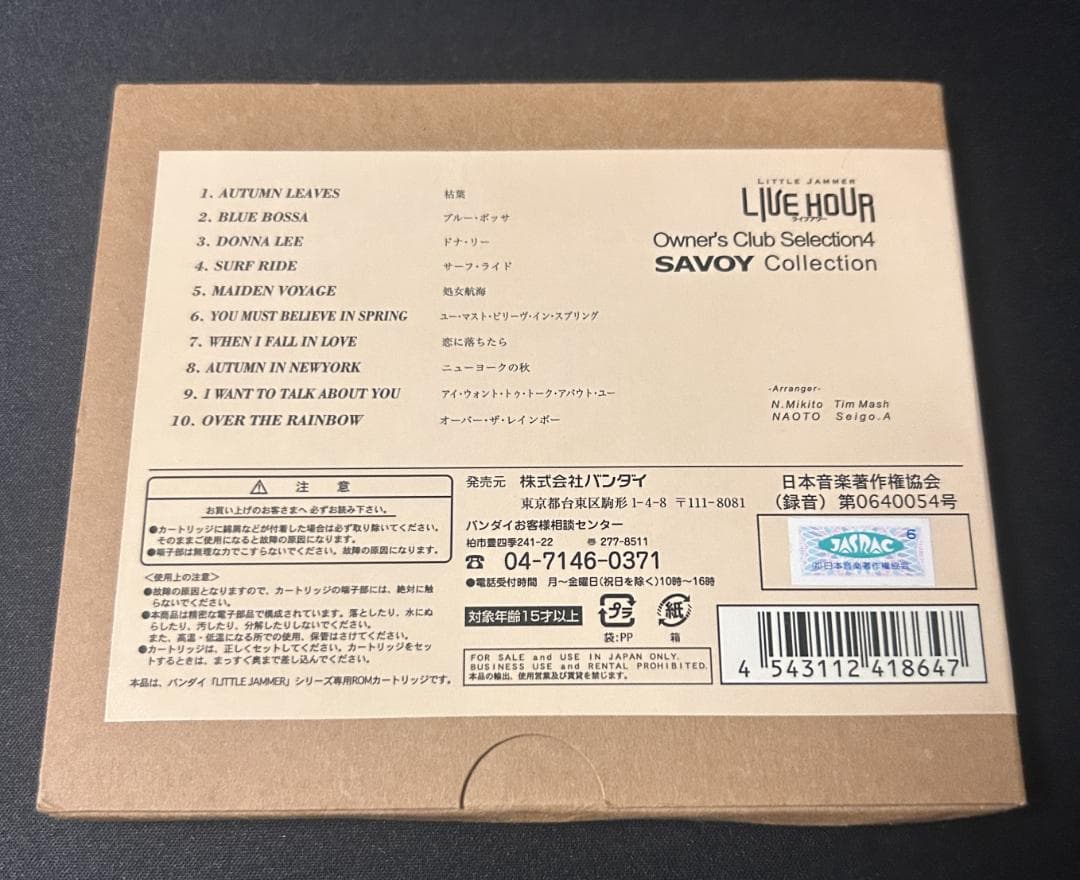 1. AUTUMN LEAVES 枯葉
2. BLUE BOSSA ブルー・ボッサ
3. DONNA LEE ドナ・リー
4. SURF RIDE サーフ・ライド
5. MAIDEN VOYAGE 処女航海
6. YOU MUST BELIEVE IN SPRING ユー・マスト・ビリーヴ・イン・スプリング
7. WHEN I FALL IN LOVE 恋に落ちたら
8. AUTUMN IN NEWYORK ニューヨークの秋
9. I WANT TO TALK ABOUT YOU アイ・ウォント・トゥ・トーク・アバウト・ユー
10. OVER THE RAINBOW オーバー・ザ・レインボー
LITTLE JAMMER
LIVE HOUR
ライブアワー
Owner's Club Selection4
SAVOY Collection
-Arranger-
N.Mikito Tim Mash
NAOTO Seigo.A
注 意
お買い上げのお客さまへ 必ずお読み下さい。
●カートリッジに綿屑などが付着した場合は必ず取り除いてください。
そのままご使用になると故障の原因になります。
●端子部は無理な力でこすらないでください。故障の原因になります。
＜使用上の注意＞
●故障の原因となりますので、カートリッジの端子部には、絶対に触
らないでください。
●本商品は精密な電子部品で構成されています。落としたり、水にぬ
らしたり、汚したり、分解したりしないでください。
また、高温・低温になる所での使用、保管はさけてください。
●カートリッジは、正しくセットしてください。カートリッジをセッ
トするときは、まっすぐ奥まで差し込んでください。
本品は、バンダイ「LITTLE JAMMER」シリーズ専用ROMカートリッジです。
発売元 株式会社バンダイ
東京都台東区駒形1-4-8 〒111-8081
バンダイお客様相談センター
柏市豊四季241-22 〒277-8511
☎ 04-7146-0371
●電話受付時間 月〜金曜日(祝日を除く)10時〜16時
対象年齢15才以上
プラ
袋:PP
紙
箱
FOR SALE and USE IN JAPAN ONLY.
BUSINESS USE and RENTAL PROHIBITED.
本品の輸出、使用営業及び賃貸を禁じます。
日本音楽著作権協会
(録音) 第0640054号
6
JASRAC
(社)日本音楽著作権協会
4 543112 418647